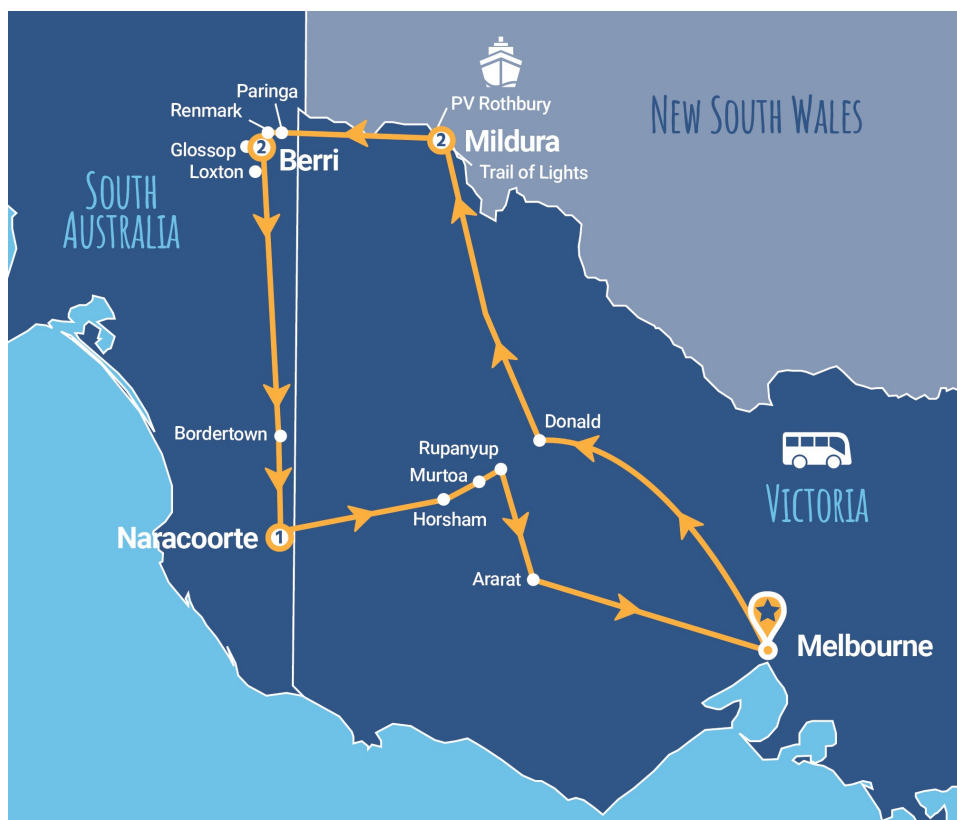 Paringa
Renmark
PV Rothbury
NEW SOUTH WALES
2
Mildura
Glossop
2
Berri
Loxton
Trail of Lights
SOUTH
AUSTRALIA
Donald
Bordertown
Rupanyup
Murtoa
Horsham
VICTORIA
Naracoorte
1
Ararat
Melbourne